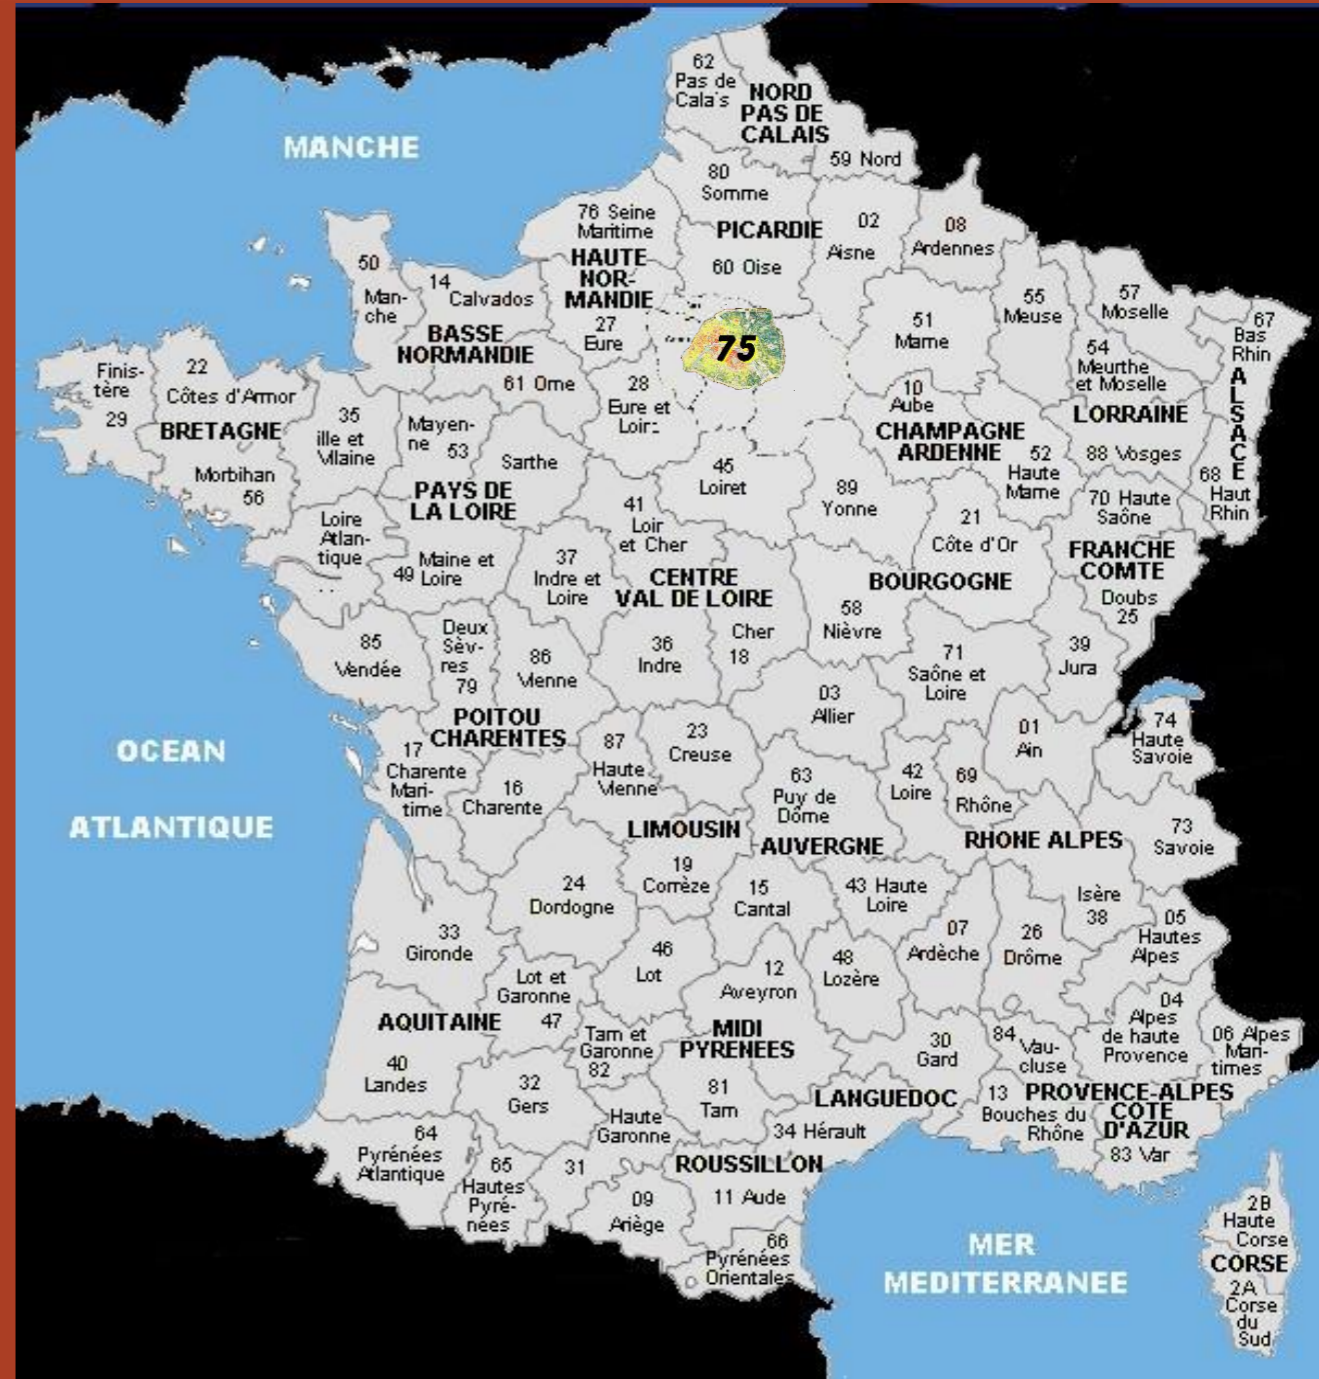 62
Pas de
Cala's
NORD
PAS DE
CALAIS
59 Nord
MANCHE
80
Somme
76 Seine
Maritime
PICARDIE
02
Aisne
08
Ardennes
HAUTE
NOR-
MANDIE
60 Oise
50
Man-
che
14
Calvados
BASSE
NORMANDIE
27
Eure
75
51
Marne
55
Meuse
57
Moselle
54
Meurthe
et Moselle
67
Bas
Rhin
ALSACE
LORRAINE
88 Vosges
68
Haut
Rhin
Finis-
tère
29
22
Côtes d'Armor
BRETAGNE
Morbihan
56
35
ille et
Vilaine
Mayen-
ne
53
61 Orne
Sarthe
28
Eure et
Loir
10
Aube
CHAMPAGNE
ARDENNE
52
Haute
Marne
PAYS DE
LA LOIRE
Loire
Atlan-
tique
49
Maine et
Loire
45
Loiret
41
Loir
et Cher
89
Yonne
21
Côte d'Or
70 Haute
Saône
FRANCHE
COMTE
Doubs
25
37
Indre et
Loire
CENTRE
VAL DE LOIRE
BOURGOGNE
58
Nièvre
Cher
18
36
Indre
85
Vendée
Deux
Sèv-
res
79
86
Vienne
71
Saône et
Loire
39
Jura
03
Allier
POITOU
CHARENTES
17
Charente
Mari-
time
16
Charente
87
Haute
Vienne
23
Creuse
63
Puy de
Dôme
42
Loire
69
Rhône
01
Ain
74
Haute
Savoie
OCEAN
ATLANTIQUE
LIMOUSIN
AUVERGNE
RHONE ALPES
73
Savoie
19
Corrèze
24
Dordogne
15
Cantal
43 Haute
Loire
Isère
38
33
Gironde
46
Lot
12
Aveyron
48
Lozère
07
Ardèche
26
Drôme
05
Hautes
Alpes
Lot et
Garonne
47
AQUITAINE
40
Landes
Tarn et
Garonne
82
MIDI
PYRENEES
30
Gard
84
Vau-
cluse
04
Alpes
de haute
Provence
06 Alpes
Mari-
times
32
Gers
81
Tarn
LANGUEDOC
13
Bouches du
Rhône
PROVENCE-ALPES
COTE
D'AZUR
83 Var
Haute
Garonne
31
34 Hérault
ROUSSILLON
64
Pyrénées
Atlantique
65
Hautes
Pyré-
nées
09
Ariège
11 Aude
66
Pyrénées
Orientales
MER
MEDITERRANEE
2B
Haute
Corse
CORSE
2A
Corse
du
Sud